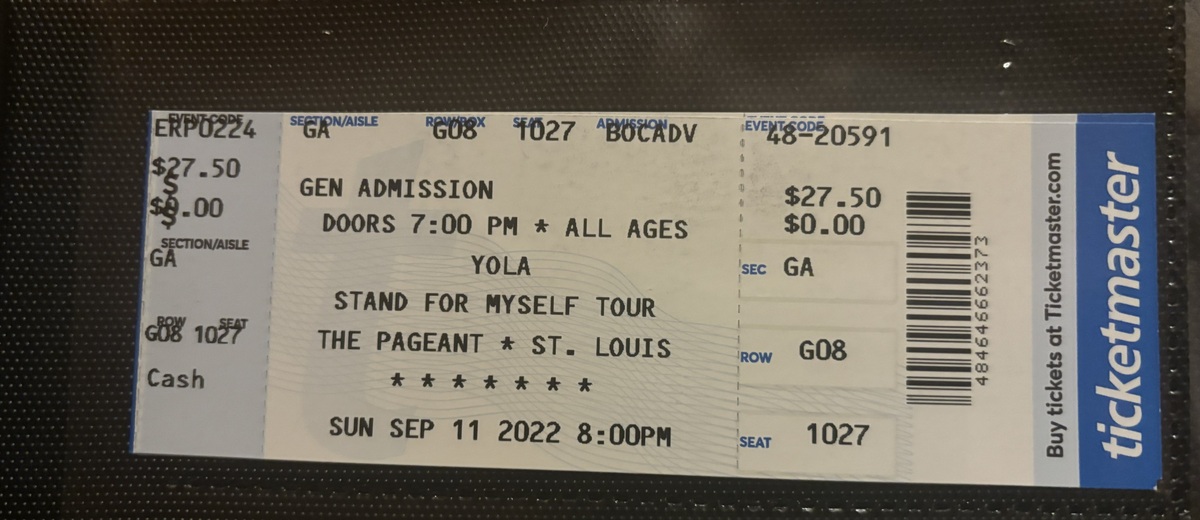 EVENT CODE
ERP0224
$27.50
$
$0.00
$
SECTION/AISLE
GA
ROW SEAT
G08 1027
Cash
SECTION/AISLE ROW/BOX SEAT ADMISSION
GA G08 1027 BOCADV
GEN ADMISSION
DOORS 7:00 PM * ALL AGES
YOLA
STAND FOR MYSELF TOUR
THE PAGEANT * ST. LOUIS
* * * * * * *
SUN SEP 11 2022 8:00PM
EVENT CODE
48-20591
$27.50
$0.00
SEC GA
ROW G08
SEAT 1027
484646662373
Buy tickets at Ticketmaster.com
ticketmaster